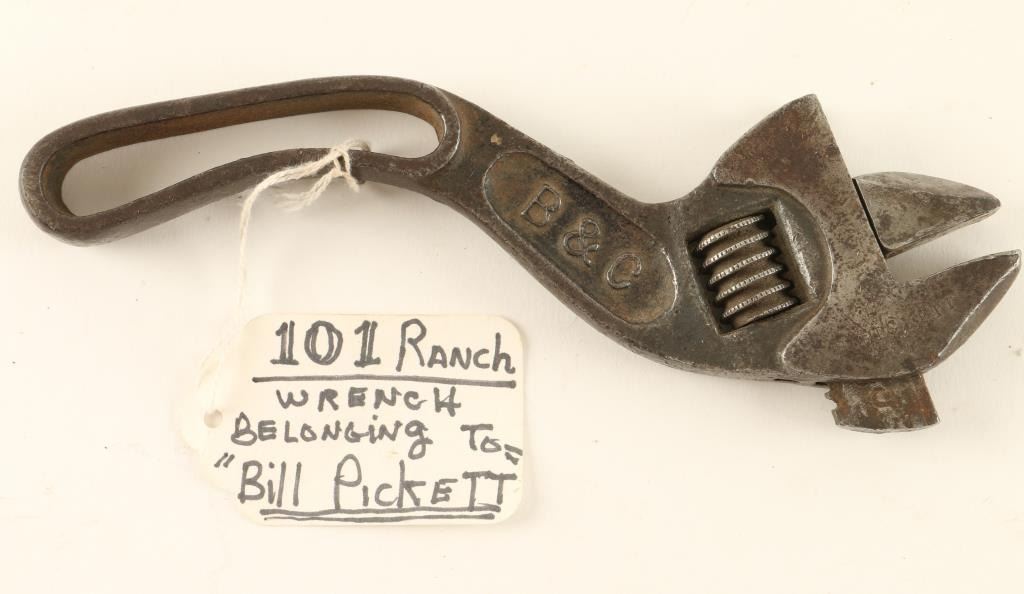 B & C
101 RANCH
WRENCH
BELONGING TO
"Bill PICKETT"